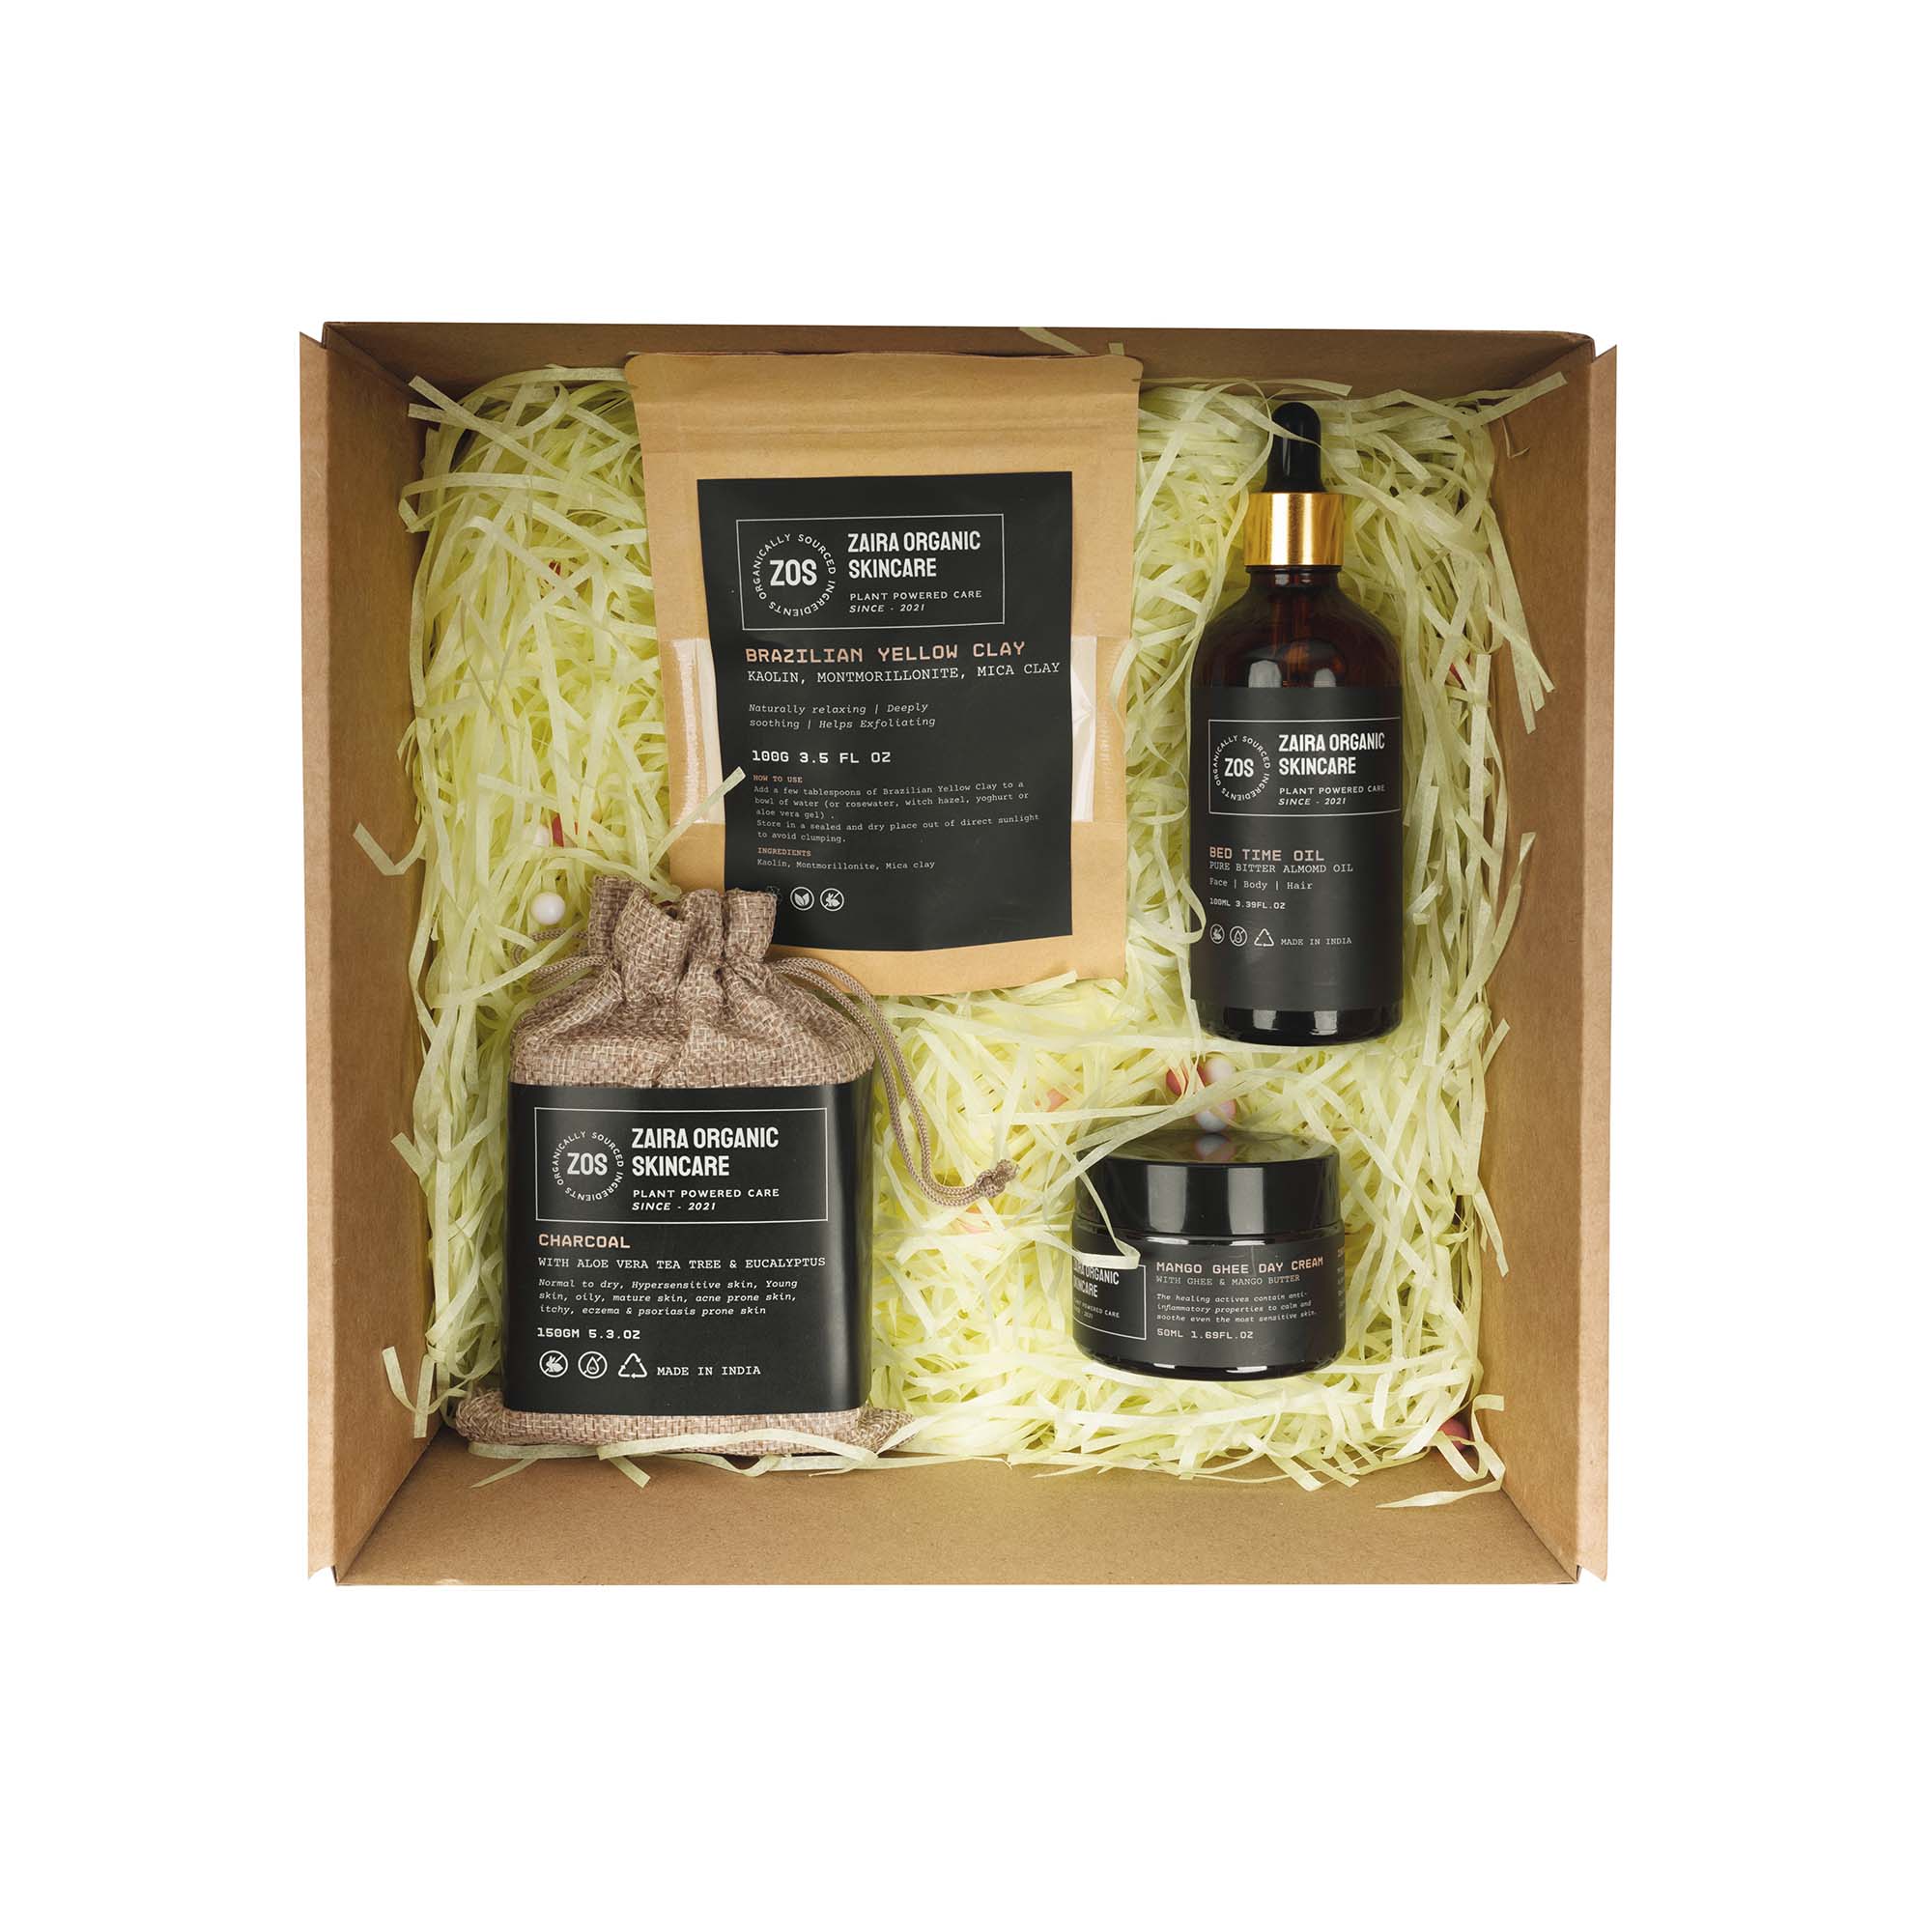 ORGANICALLY SOURCED INGREDIENTS
ZOS
ZAIRA ORGANIC
SKINCARE
PLANT POWERED CARE
SINCE - 2021
BRAZILIAN YELLOW CLAY
KAOLIN, MONTMORILLONITE, MICA CLAY
Naturally relaxing | Deeply
soothing | Helps Exfoliating
100G 3.5 FL OZ
HOW TO USE
Add a few tablespoons of Brazilian Yellow Clay to a
bowl of water (or rosewater, witch hazel, yoghurt or
aloe vera gel) .
Store in a sealed and dry place out of direct sunlight
to avoid clumping.
INGREDIENTS
Kaolin, Montmorillonite, Mica clay
ORGANICALLY SOURCED INGREDIENTS
ZOS
ZAIRA ORGANIC
SKINCARE
PLANT POWERED CARE
SINCE - 2021
BED TIME OIL
PURE BITTER ALMOMD OIL
Face | Body | Hair
100ML 3.39FL.OZ
MADE IN INDIA
ORGANICALLY SOURCED INGREDIENTS
ZOS
ZAIRA ORGANIC
SKINCARE
PLANT POWERED CARE
SINCE - 2021
CHARCOAL
WITH ALOE VERA TEA TREE & EUCALYPTUS
Normal to dry, Hypersensitive skin, Young
skin, oily, mature skin, acne prone skin,
itchy, eczema & psoriasis prone skin
150GM 5.3.OZ
MADE IN INDIA
ORGANIC
POWERED CARE
MANGO GHEE DAY CREAM
WITH GHEE & MANGO BUTTER
The healing actives contain anti-
inflammatory properties to calm and
soothe even the most sensitive skin.
50ML 1.69FL.OZ